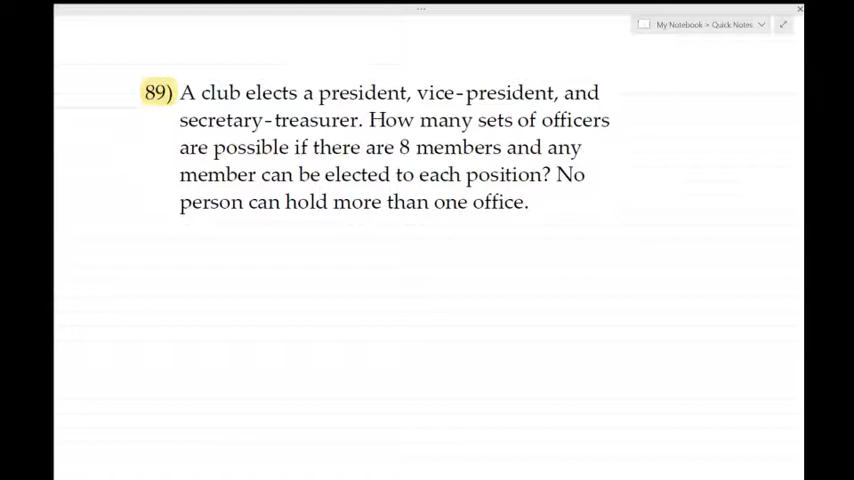 ...
My Notebook > Quick Notes
89) A club elects a president, vice-president, and
secretary-treasurer. How many sets of officers
are possible if there are 8 members and any
member can be elected to each position? No
person can hold more than one office.